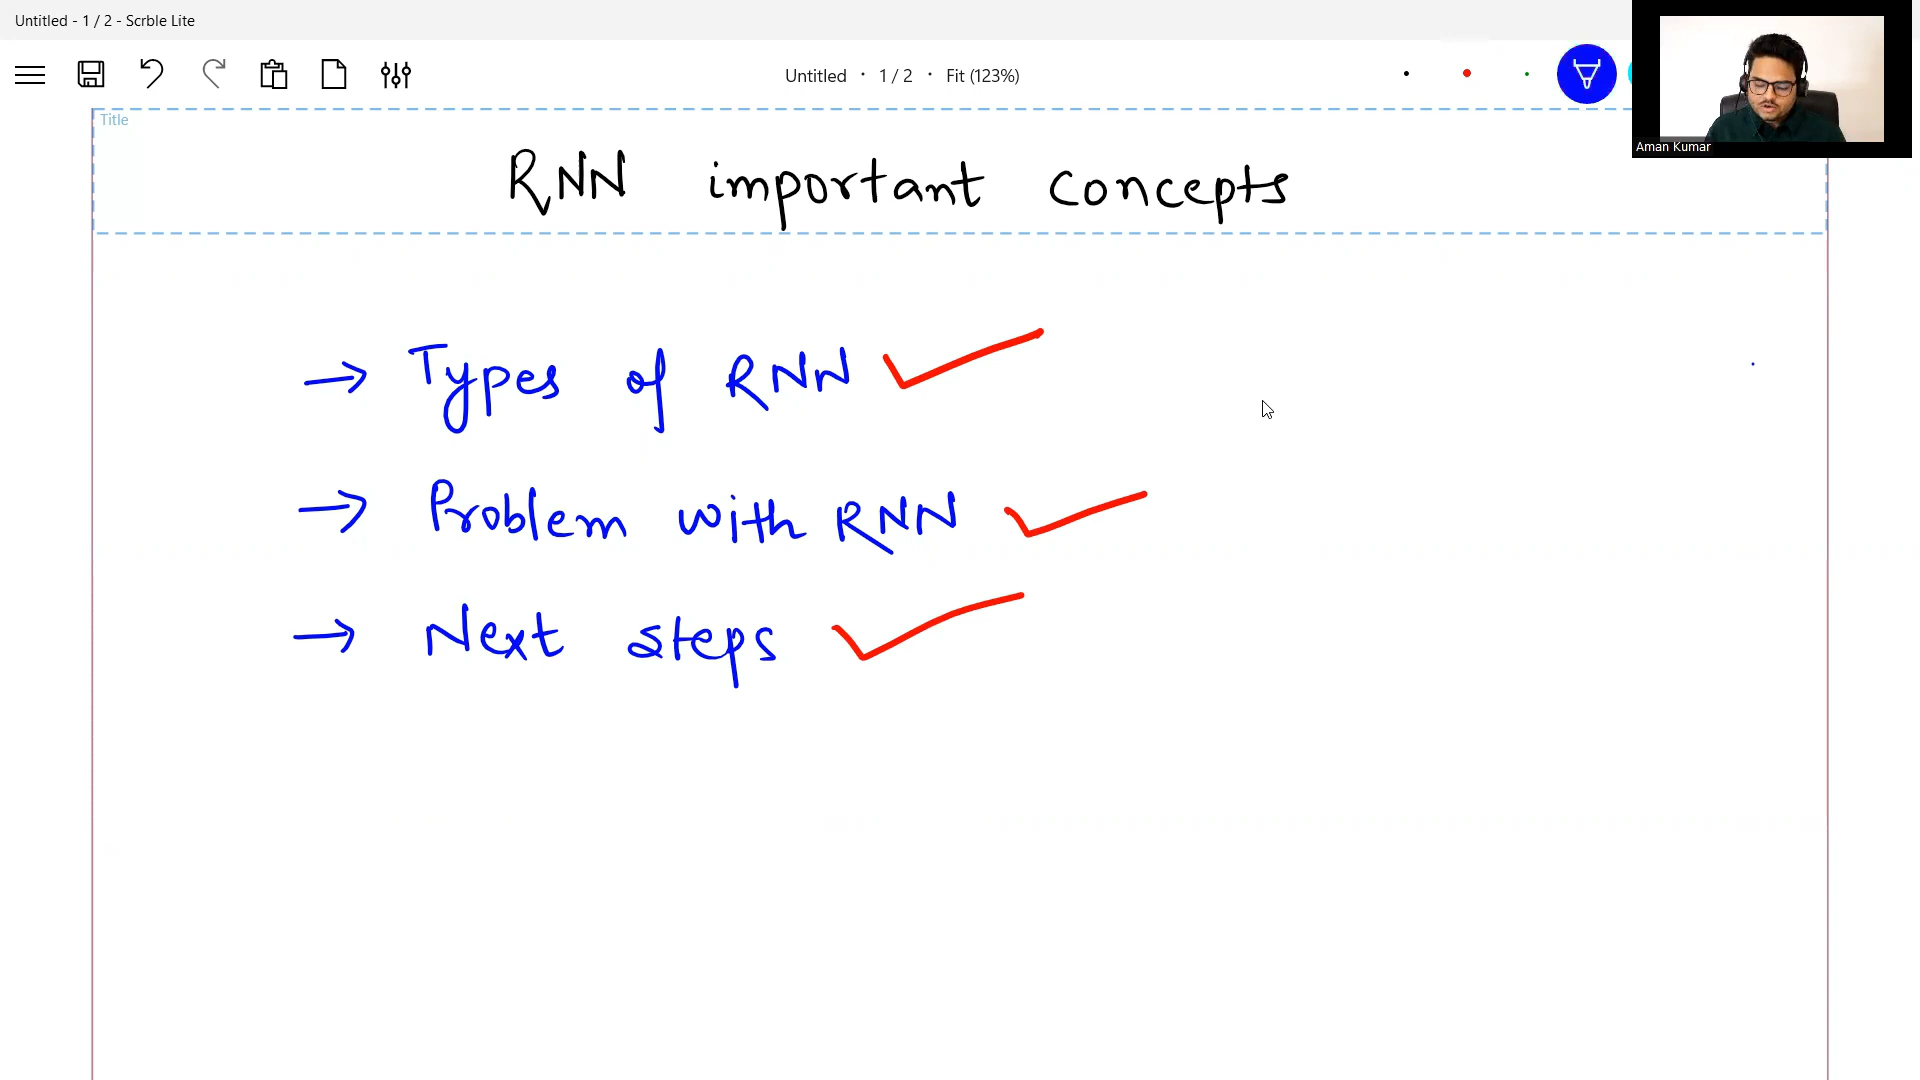 Untitled - 1 / 2 - Scrble Lite
Untitled · 1 / 2 · Fit (123%)
Title
Aman Kumar
RNN important concepts
→ Types of RNN ✓
→ Problem with RNN ✓
→ Next steps ✓